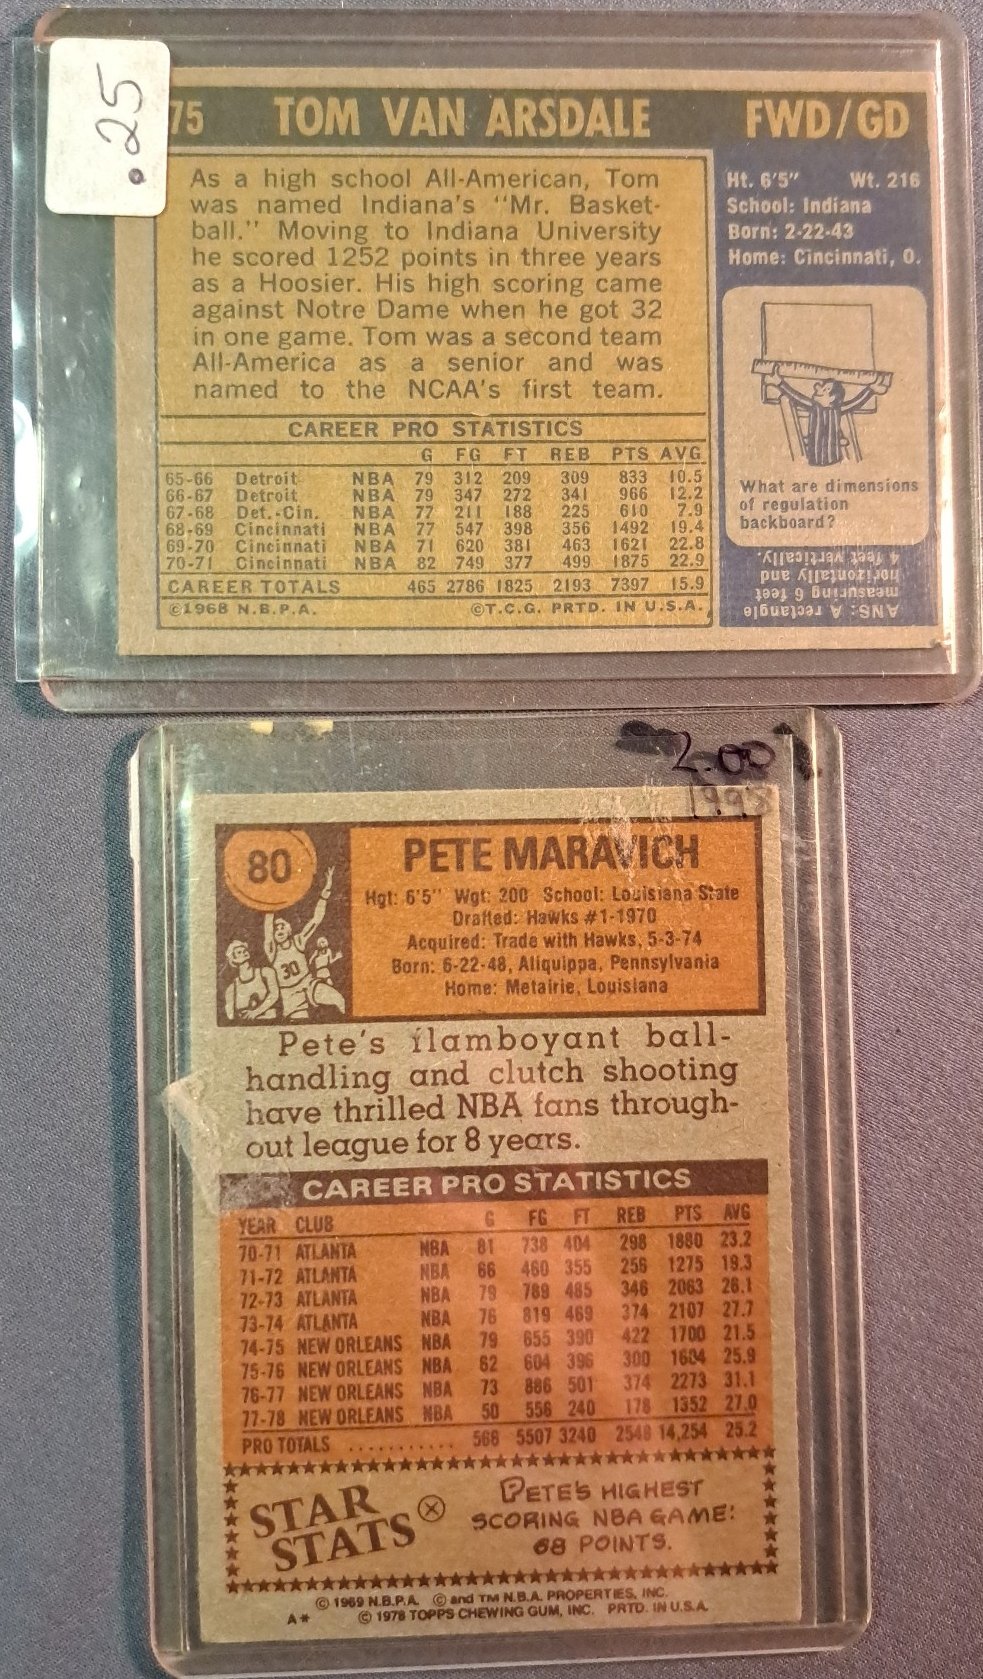 .25
75 TOM VAN ARSDALE FWD/GD
As a high school All-American, Tom
was named Indiana's "Mr. Basket-
ball." Moving to Indiana University
he scored 1252 points in three years
as a Hoosier. His high scoring came
against Notre Dame when he got 32
in one game. Tom was a second team
All-America as a senior and was
named to the NCAA's first team.
CAREER PRO STATISTICS
G FG FT REB PTS AVG
65-66 Detroit NBA 79 312 209 309 833 10.5
66-67 Detroit NBA 79 347 272 341 966 12.2
67-68 Det.-Cin. NBA 77 211 188 225 610 7.9
68-69 Cincinnati NBA 77 547 398 356 1492 19.4
69-70 Cincinnati NBA 71 620 381 463 1621 22.8
70-71 Cincinnati NBA 82 749 377 499 1875 22.9
CAREER TOTALS 465 2786 1825 2193 7397 15.9
©1968 N.B.P.A. ©T.C.G. PRTD. IN U.S.A.
Ht. 6'5" Wt. 216
School: Indiana
Born: 2-22-43
Home: Cincinnati, O.
What are dimensions
of regulation
backboard?
ANS: A rectangle
measuring 6 feet
horizontally and
4 feet vertically.
2.00
1998
80
PETE MARAVICH
Hgt: 6'5" Wgt: 200 School: Louisiana State
Drafted: Hawks #1-1970
Acquired: Trade with Hawks, 5-3-74
Born: 6-22-48, Aliquippa, Pennsylvania
Home: Metairie, Louisiana
30
Pete's flamboyant ball-
handling and clutch shooting
have thrilled NBA fans through-
out league for 8 years.
CAREER PRO STATISTICS
YEAR CLUB G FG FT REB PTS AVG
70-71 ATLANTA NBA 81 738 404 298 1880 23.2
71-72 ATLANTA NBA 66 460 355 256 1275 19.3
72-73 ATLANTA NBA 79 789 485 346 2063 26.1
73-74 ATLANTA NBA 76 819 469 374 2107 27.7
74-75 NEW ORLEANS NBA 79 655 390 422 1700 21.5
75-76 NEW ORLEANS NBA 62 604 396 300 1604 25.9
76-77 NEW ORLEANS NBA 73 886 501 374 2273 31.1
77-78 NEW ORLEANS NBA 50 556 240 178 1352 27.0
PRO TOTALS ........... 566 5507 3240 2548 14,254 25.2
STAR
STATS
PETE'S HIGHEST
SCORING NBA GAME:
68 POINTS.
© 1969 N.B.P.A. © and TM N.B.A. PROPERTIES, INC.
A* © 1978 TOPPS CHEWING GUM, INC. PRTD. IN U.S.A.